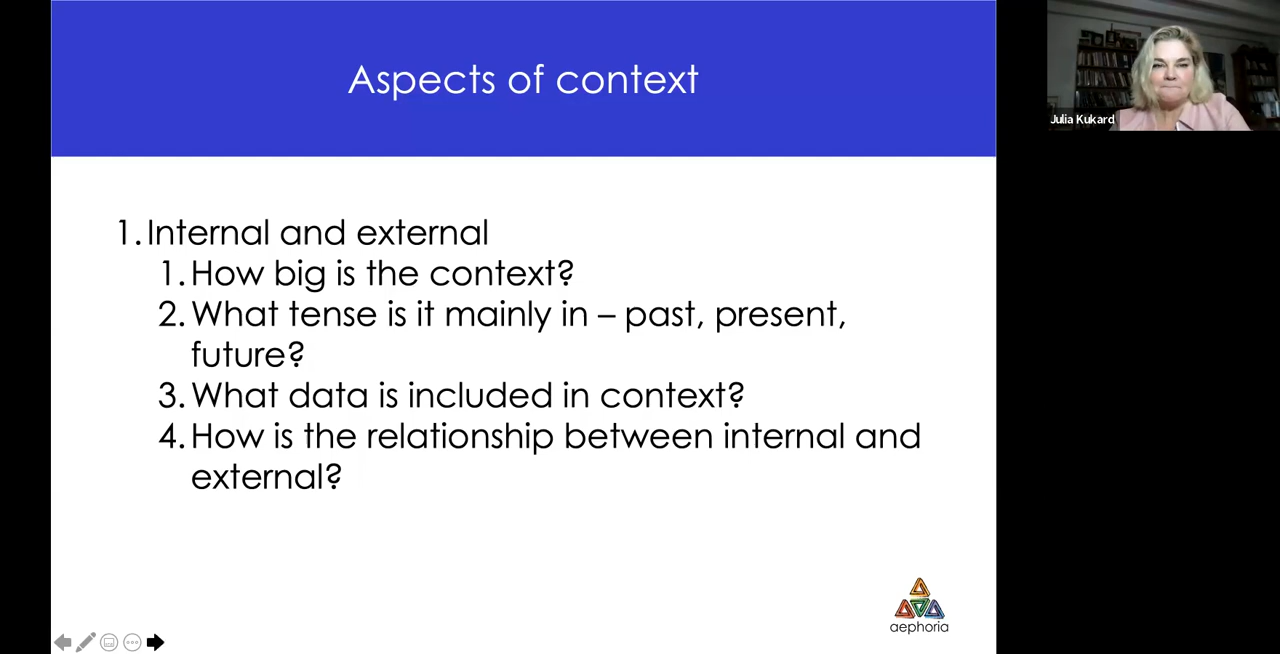 Aspects of context
Julia Kukard
1. Internal and external
1. How big is the context?
2. What tense is it mainly in – past, present,
future?
3. What data is included in context?
4. How is the relationship between internal and
external?
aephoria